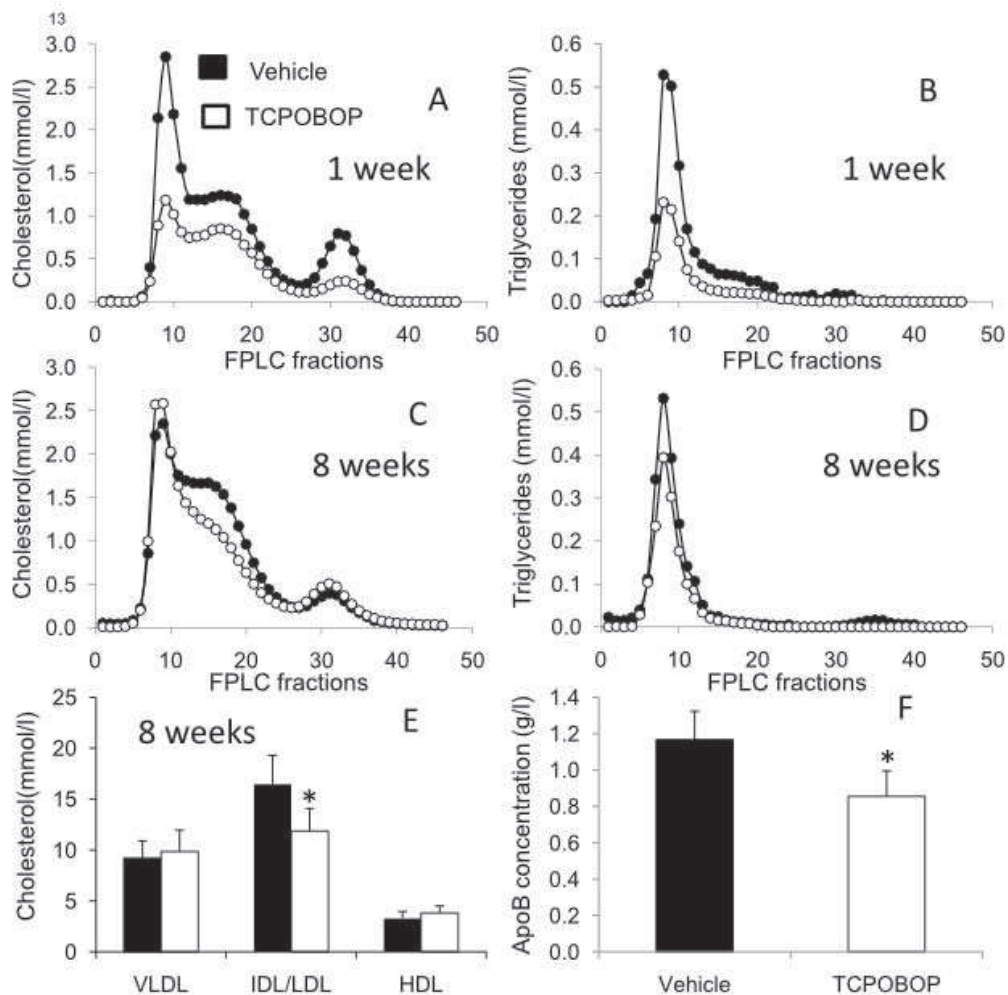 13
Vehicle
TCPOBOP
A
1 week
Cholesterol(mmol/l)
3.0
2.5
2.0
1.5
1.0
0.5
0.0
0 10 20 30 40 50
FPLC fractions
B
1 week
Triglycerides (mmol/l)
0.6
0.5
0.4
0.3
0.2
0.1
0.0
0 10 20 30 40 50
FPLC fractions
C
8 weeks
Cholesterol(mmol/l)
3.0
2.5
2.0
1.5
1.0
0.5
0.0
0 10 20 30 40 50
FPLC fractions
D
8 weeks
Triglycerides (mmol/l)
0.6
0.5
0.4
0.3
0.2
0.1
0.0
0 10 20 30 40 50
FPLC fractions
8 weeks
E
Cholesterol(mmol/l)
25
20
15
10
5
0
*
VLDL IDL/LDL HDL
F
ApoB concentration (g/l)
1.4
1.2
1.0
0.8
0.6
0.4
0.2
0.0
*
Vehicle TCPOBOP